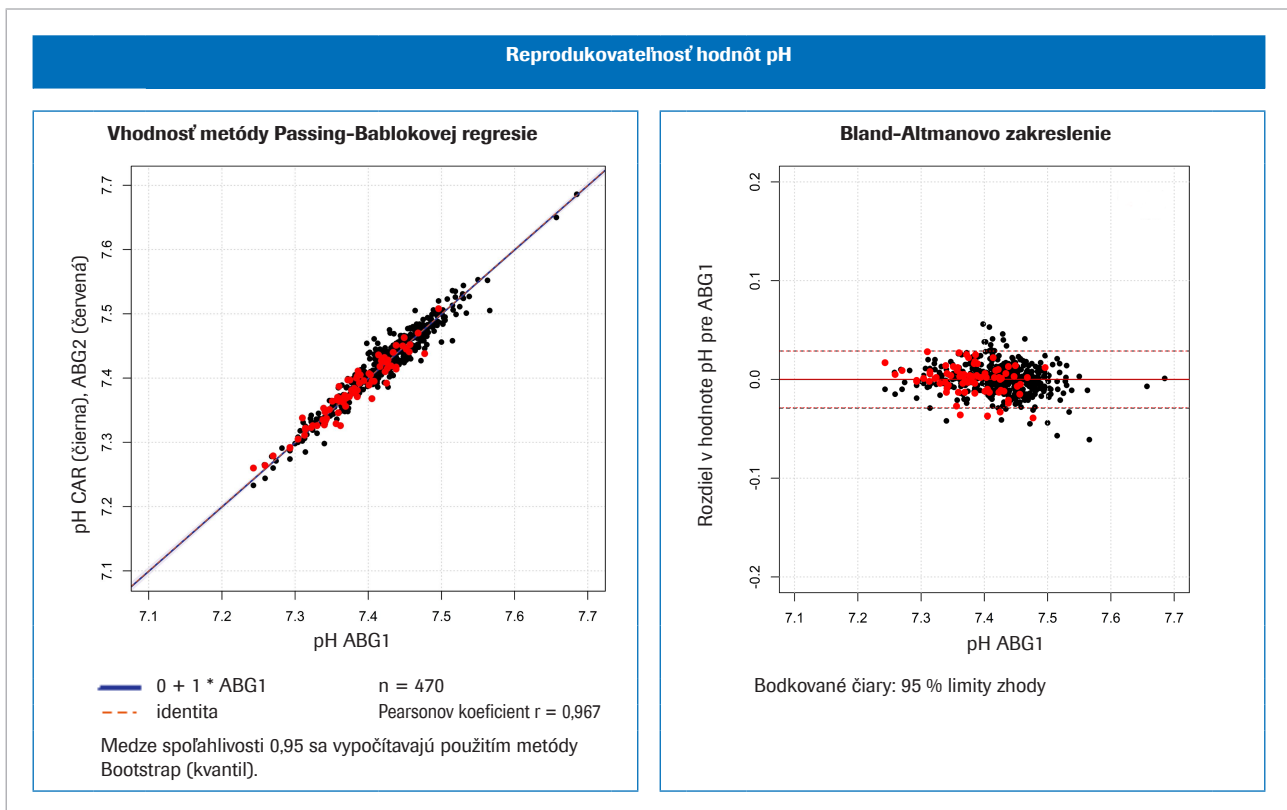 Reprodukovateľnosť hodnôt pH
Vhodnosť metódy Passing-Bablokovej regresie
pH CAR (čierna), ABG2 (červená)
7.7
7.6
7.5
7.4
7.3
7.2
7.1
7.1 7.2 7.3 7.4 7.5 7.6 7.7
pH ABG1
0 + 1 * ABG1
n = 470
identita
Pearsonov koeficient r = 0,967
Medze spoľahlivosti 0,95 sa vypočítavajú použitím metódy
Bootstrap (kvantil).
Bland-Altmanovo zakreslenie
Rozdiel v hodnote pH pre ABG1
0.2
0.1
0.0
-0.1
-0.2
7.1 7.2 7.3 7.4 7.5 7.6 7.7
pH ABG1
Bodkované čiary: 95 % limity zhody